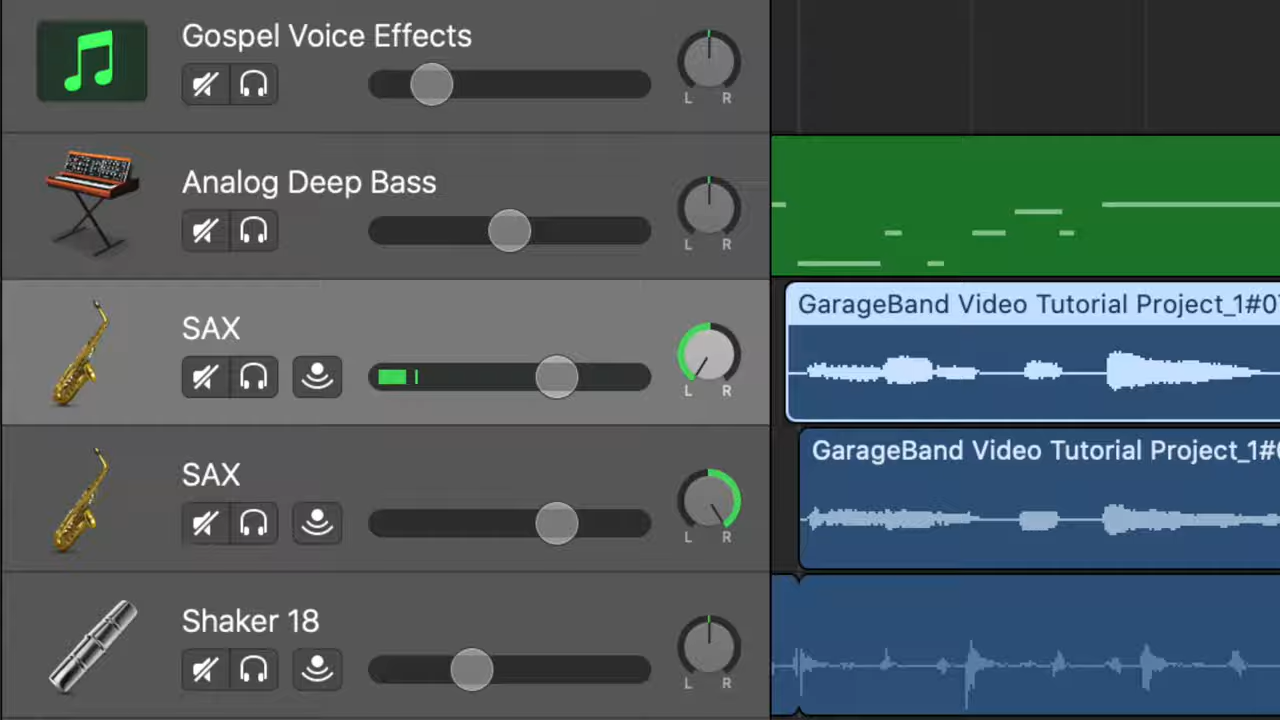 Gospel Voice Effects
L R
Analog Deep Bass
L R
SAX
L R
GarageBand Video Tutorial Project_1#0
SAX
L R
GarageBand Video Tutorial Project_1#
Shaker 18
L R